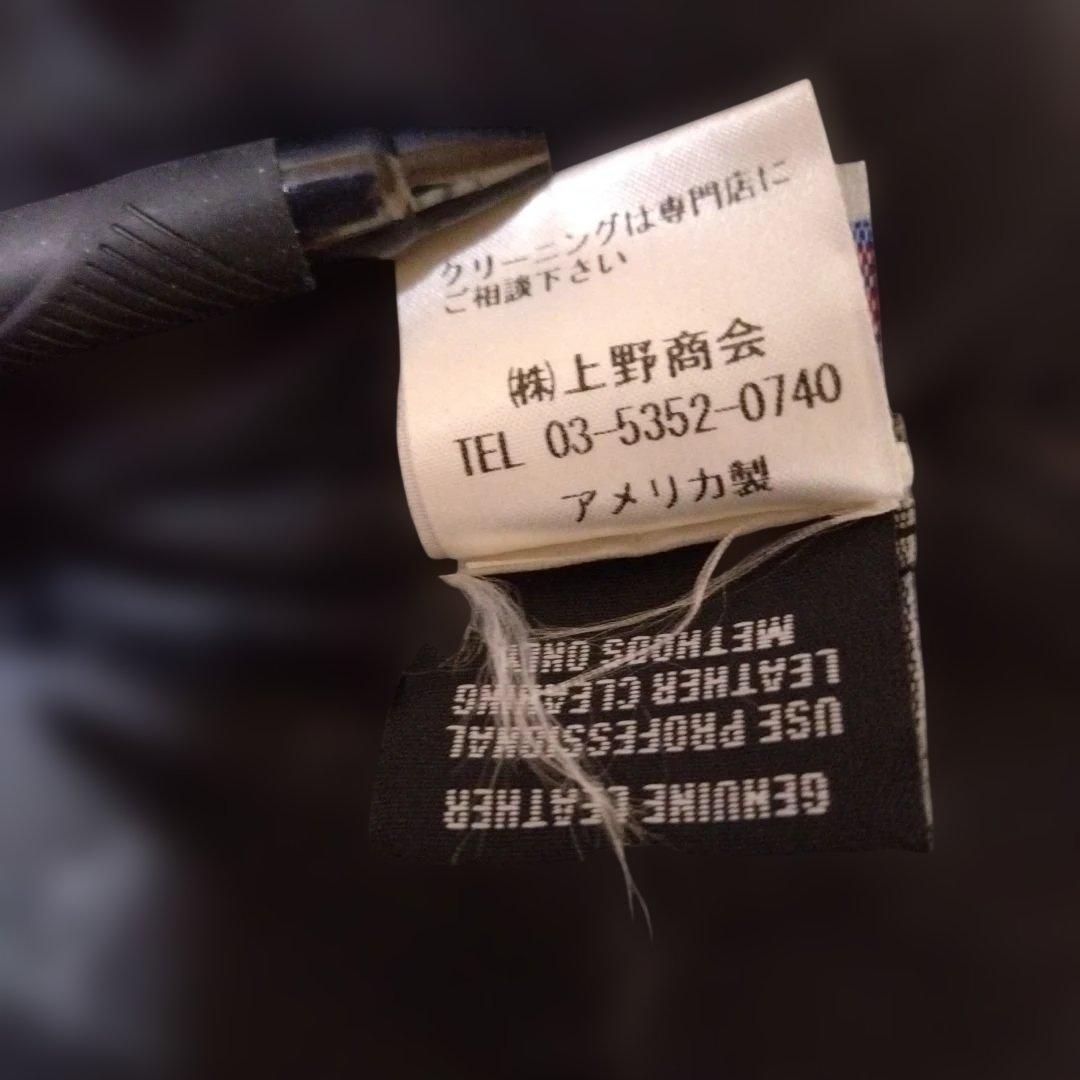 クリーニングは専門店に
ご相談下さい
㈱上野商会
TEL 03-5352-0740
アメリカ製
GENUINE LEATHER
USE PROFESSIONAL
LEATHER CLEANING
METHODS ONLY